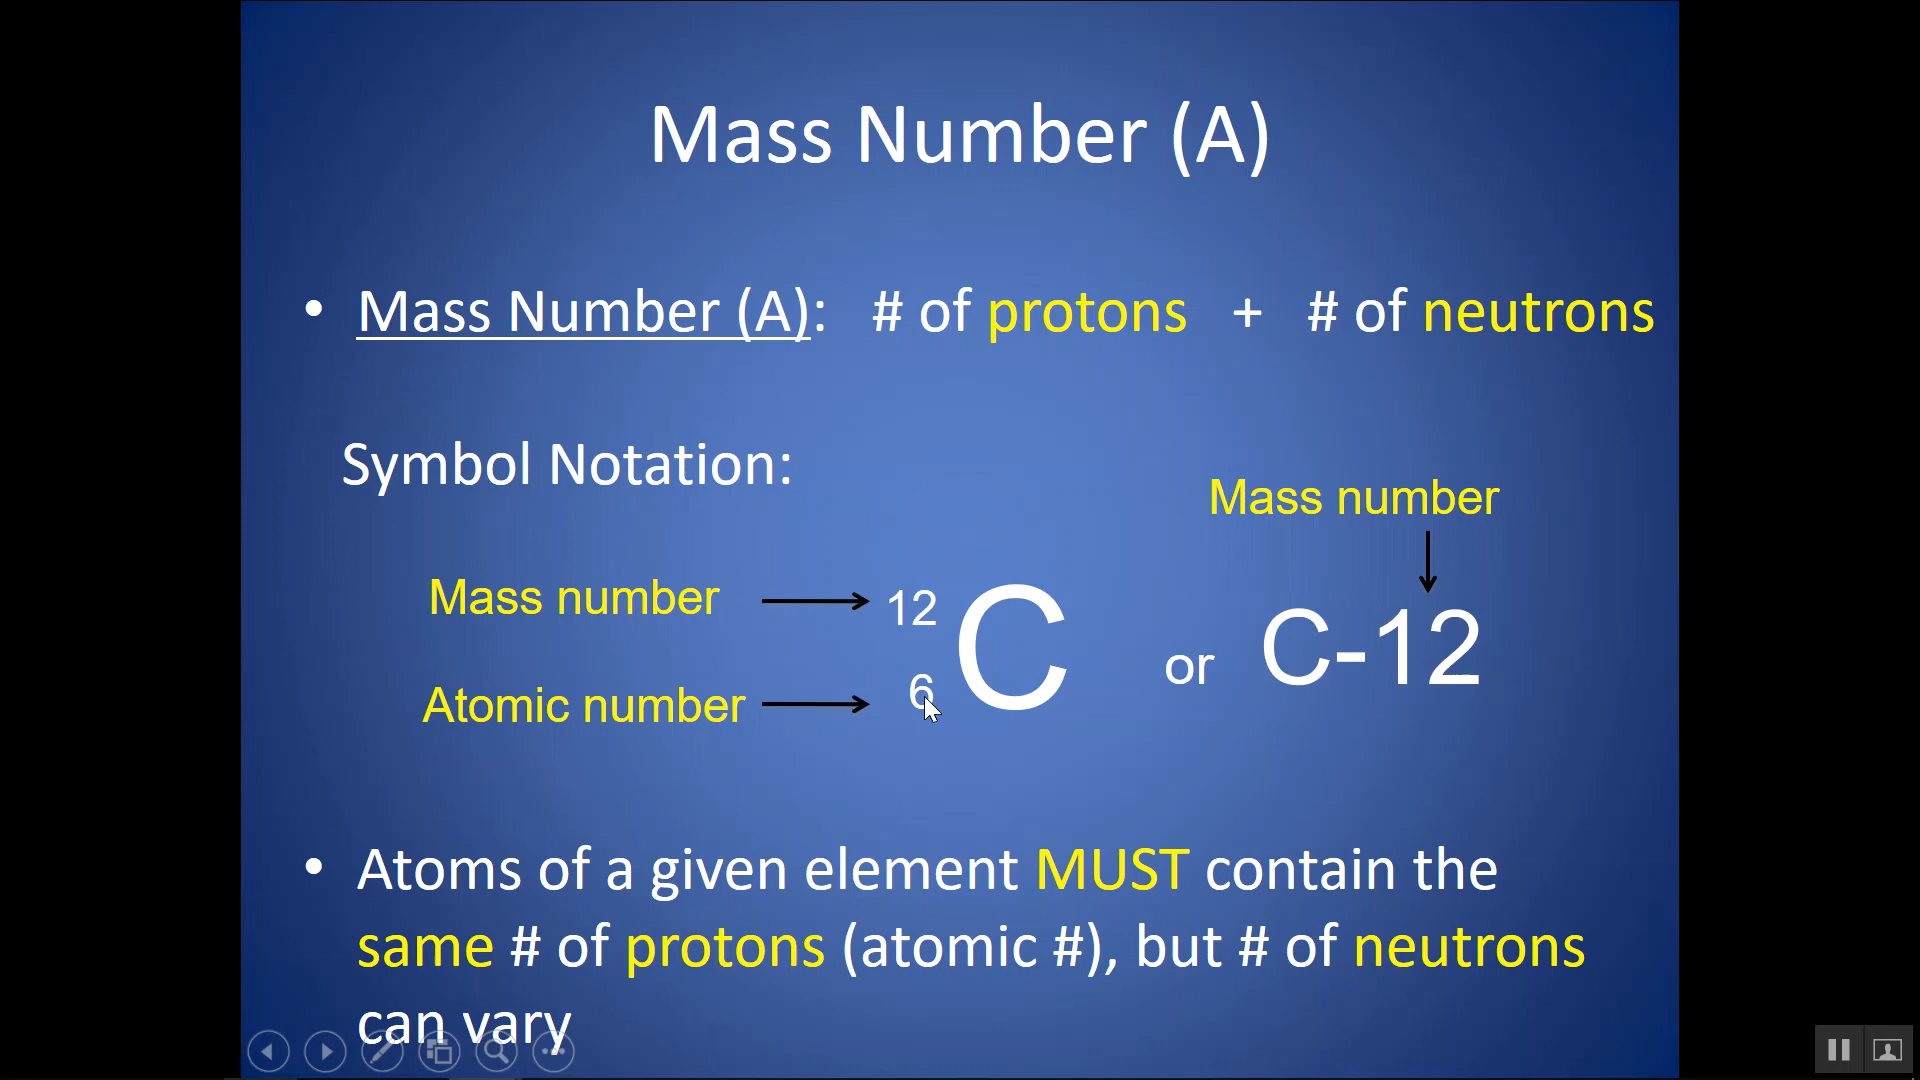 Mass Number (A)
• Mass Number (A): # of protons + # of neutrons
Symbol Notation:
Mass number
Mass number
12
C
or
C-12
Atomic number
6
• Atoms of a given element MUST contain the
same # of protons (atomic #), but # of neutrons
can vary